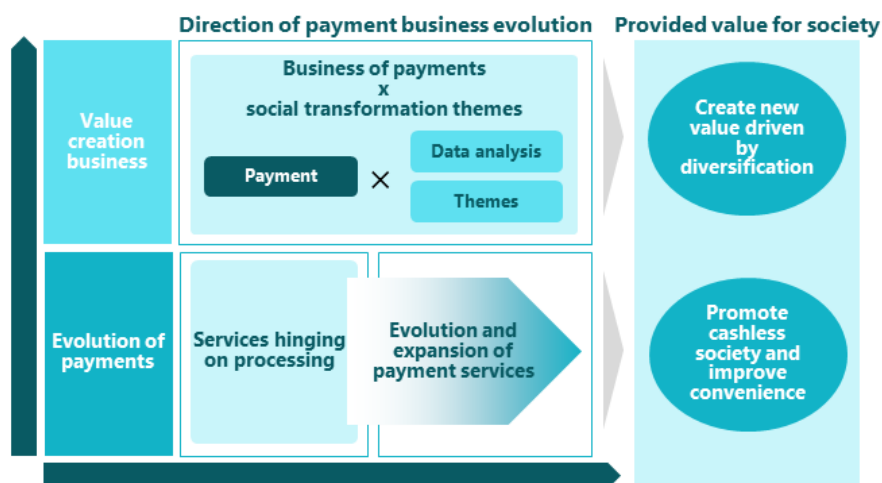 Direction of payment business evolution
Provided value for society
Value
creation
business
Business of payments
x
social transformation themes
Payment
×
Data analysis
Themes
Create new
value driven
by
diversification
Evolution of
payments
Services hinging
on processing
Evolution and
expansion of
payment services
Promote
cashless
society and
improve
convenience